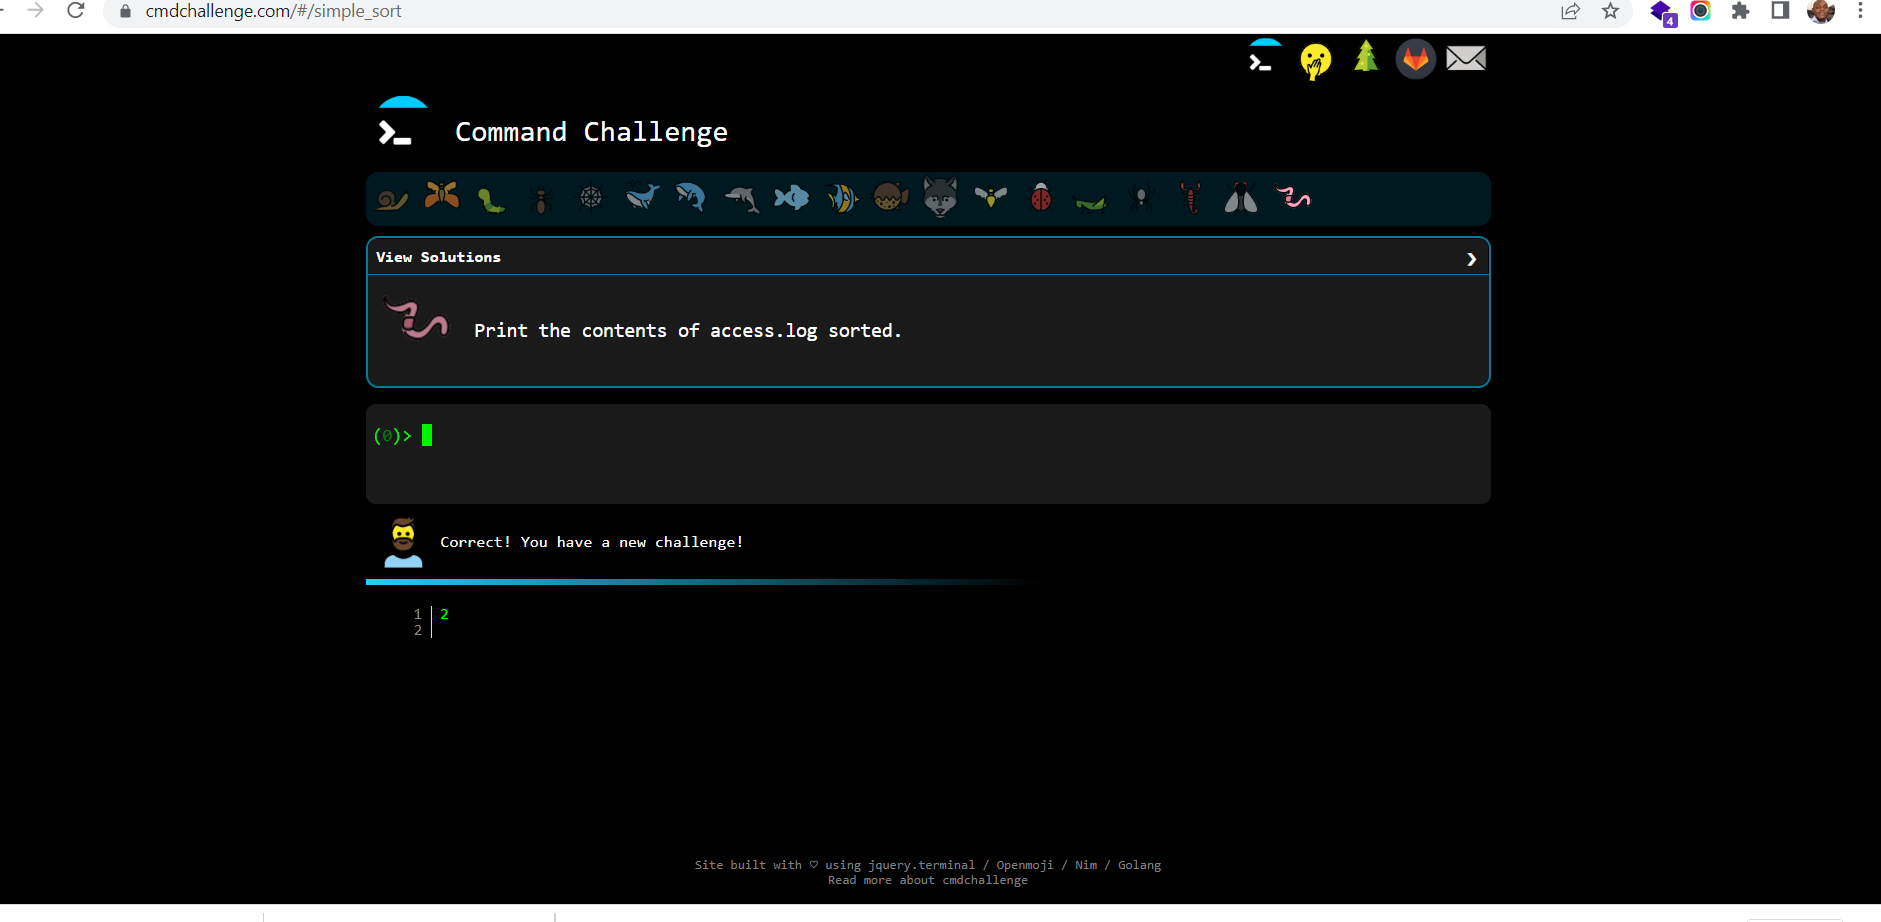 cmdchallenge.com/#/simple_sort
4
Command Challenge
View Solutions
Print the contents of access.log sorted.
(0)>
Correct! You have a new challenge!
1 2
2
Site built with ♡ using jquery.terminal / Openmoji / Nim / Golang
Read more about cmdchallenge